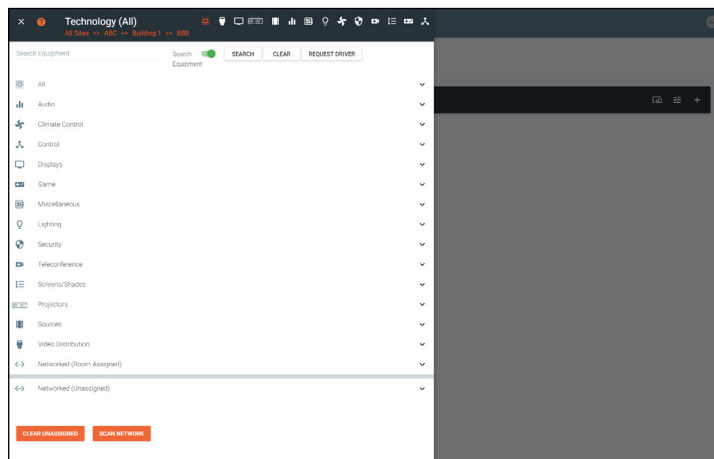 Technology (All)
All Sites >> ABC >> Building 1 >> BBB
Search Equipment
Search Equipment
SEARCH
CLEAR
REQUEST DRIVER
All
Audio
Climate Control
Control
Displays
Game
Miscellaneous
Lighting
Security
Teleconference
Screens/Shades
Projectors
Sources
Video Distribution
Networked (Room Assigned)
Networked (Unassigned)
CLEAR UNASSIGNED
SCAN NETWORK